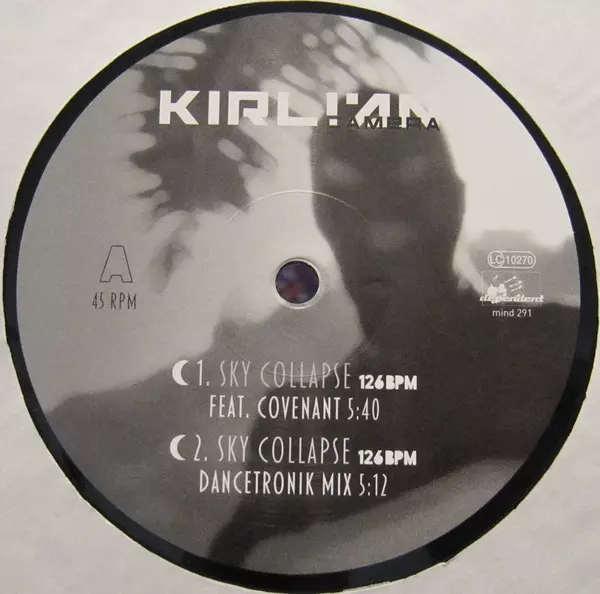 KIRLIAN
CAMERA
A
45 RPM
LC 10270
dependent
mind 291
1. SKY COLLAPSE 126BPM
FEAT. COVENANT 5:40
2. SKY COLLAPSE 126BPM
DANCETRONIK MIX 5:12